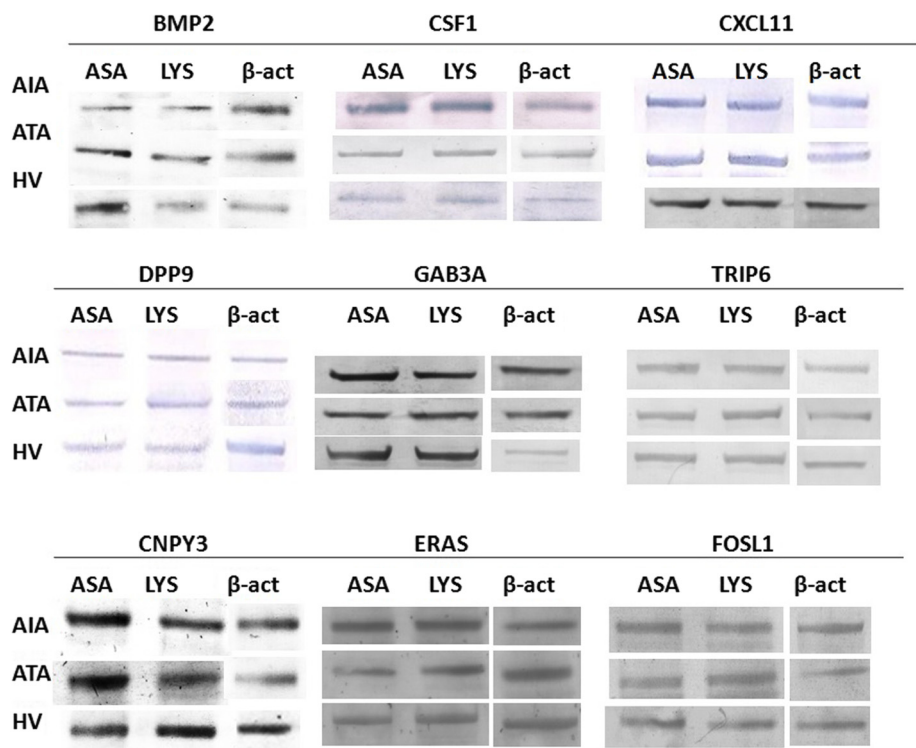 BMP2 CSF1 CXCL11
ASA LYS β-act ASA LYS β-act ASA LYS β-act
AIA
ATA
HV
DPP9 GAB3A TRIP6
ASA LYS β-act ASA LYS β-act ASA LYS β-act
AIA
ATA
HV
CNPY3 ERAS FOSL1
ASA LYS β-act ASA LYS β-act ASA LYS β-act
AIA
ATA
HV